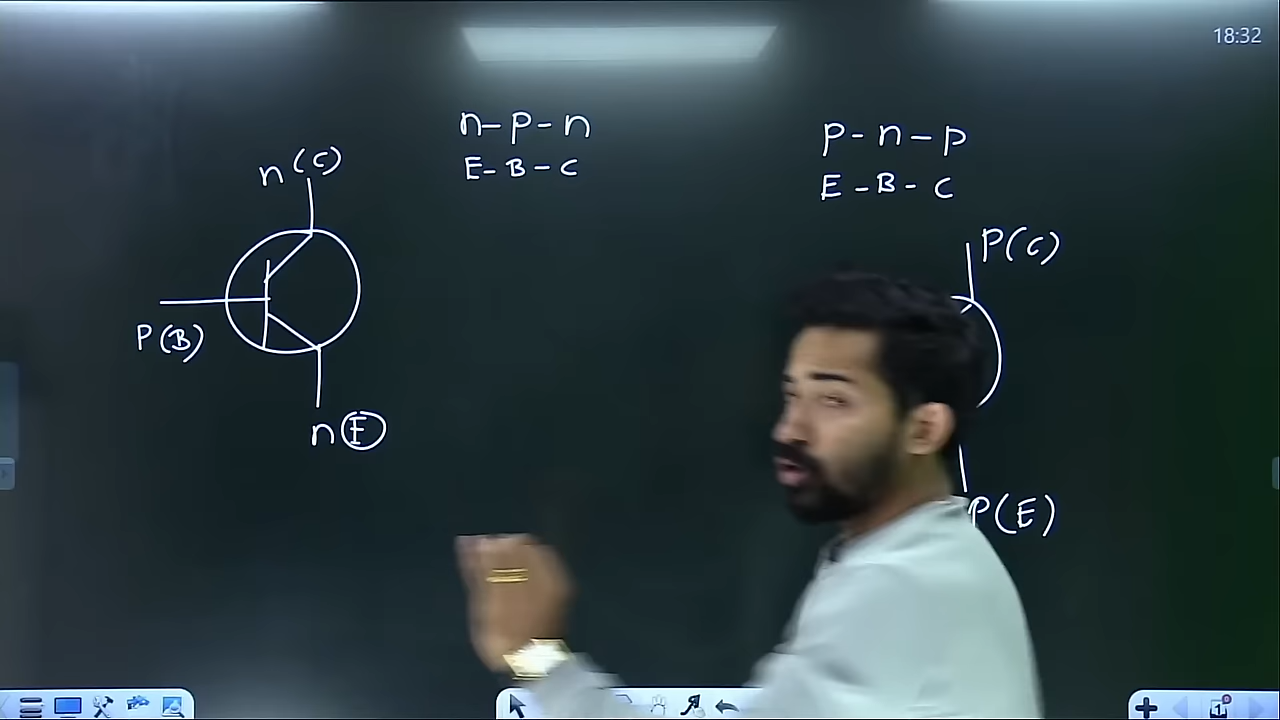 18:32
n-p-n
E-B-C
p-n-p
E-B-C
n(C)
P(B)
n(E)
P(C)
P(E)